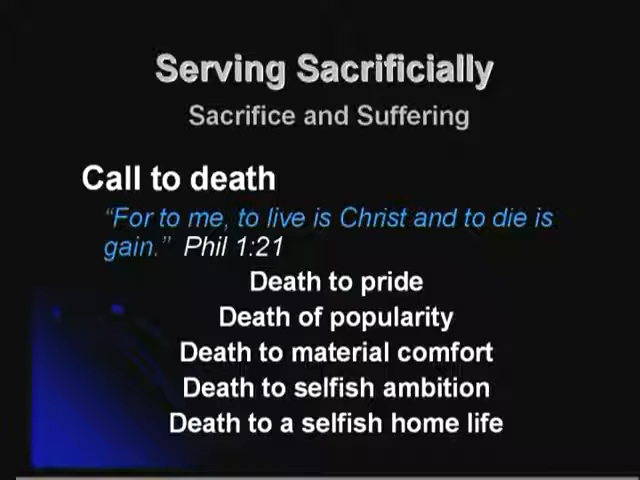 Serving Sacrificially
Sacrifice and Suffering
Call to death
"For to me, to live is Christ and to die is
gain." Phil 1:21
Death to pride
Death of popularity
Death to material comfort
Death to selfish ambition
Death to a selfish home life